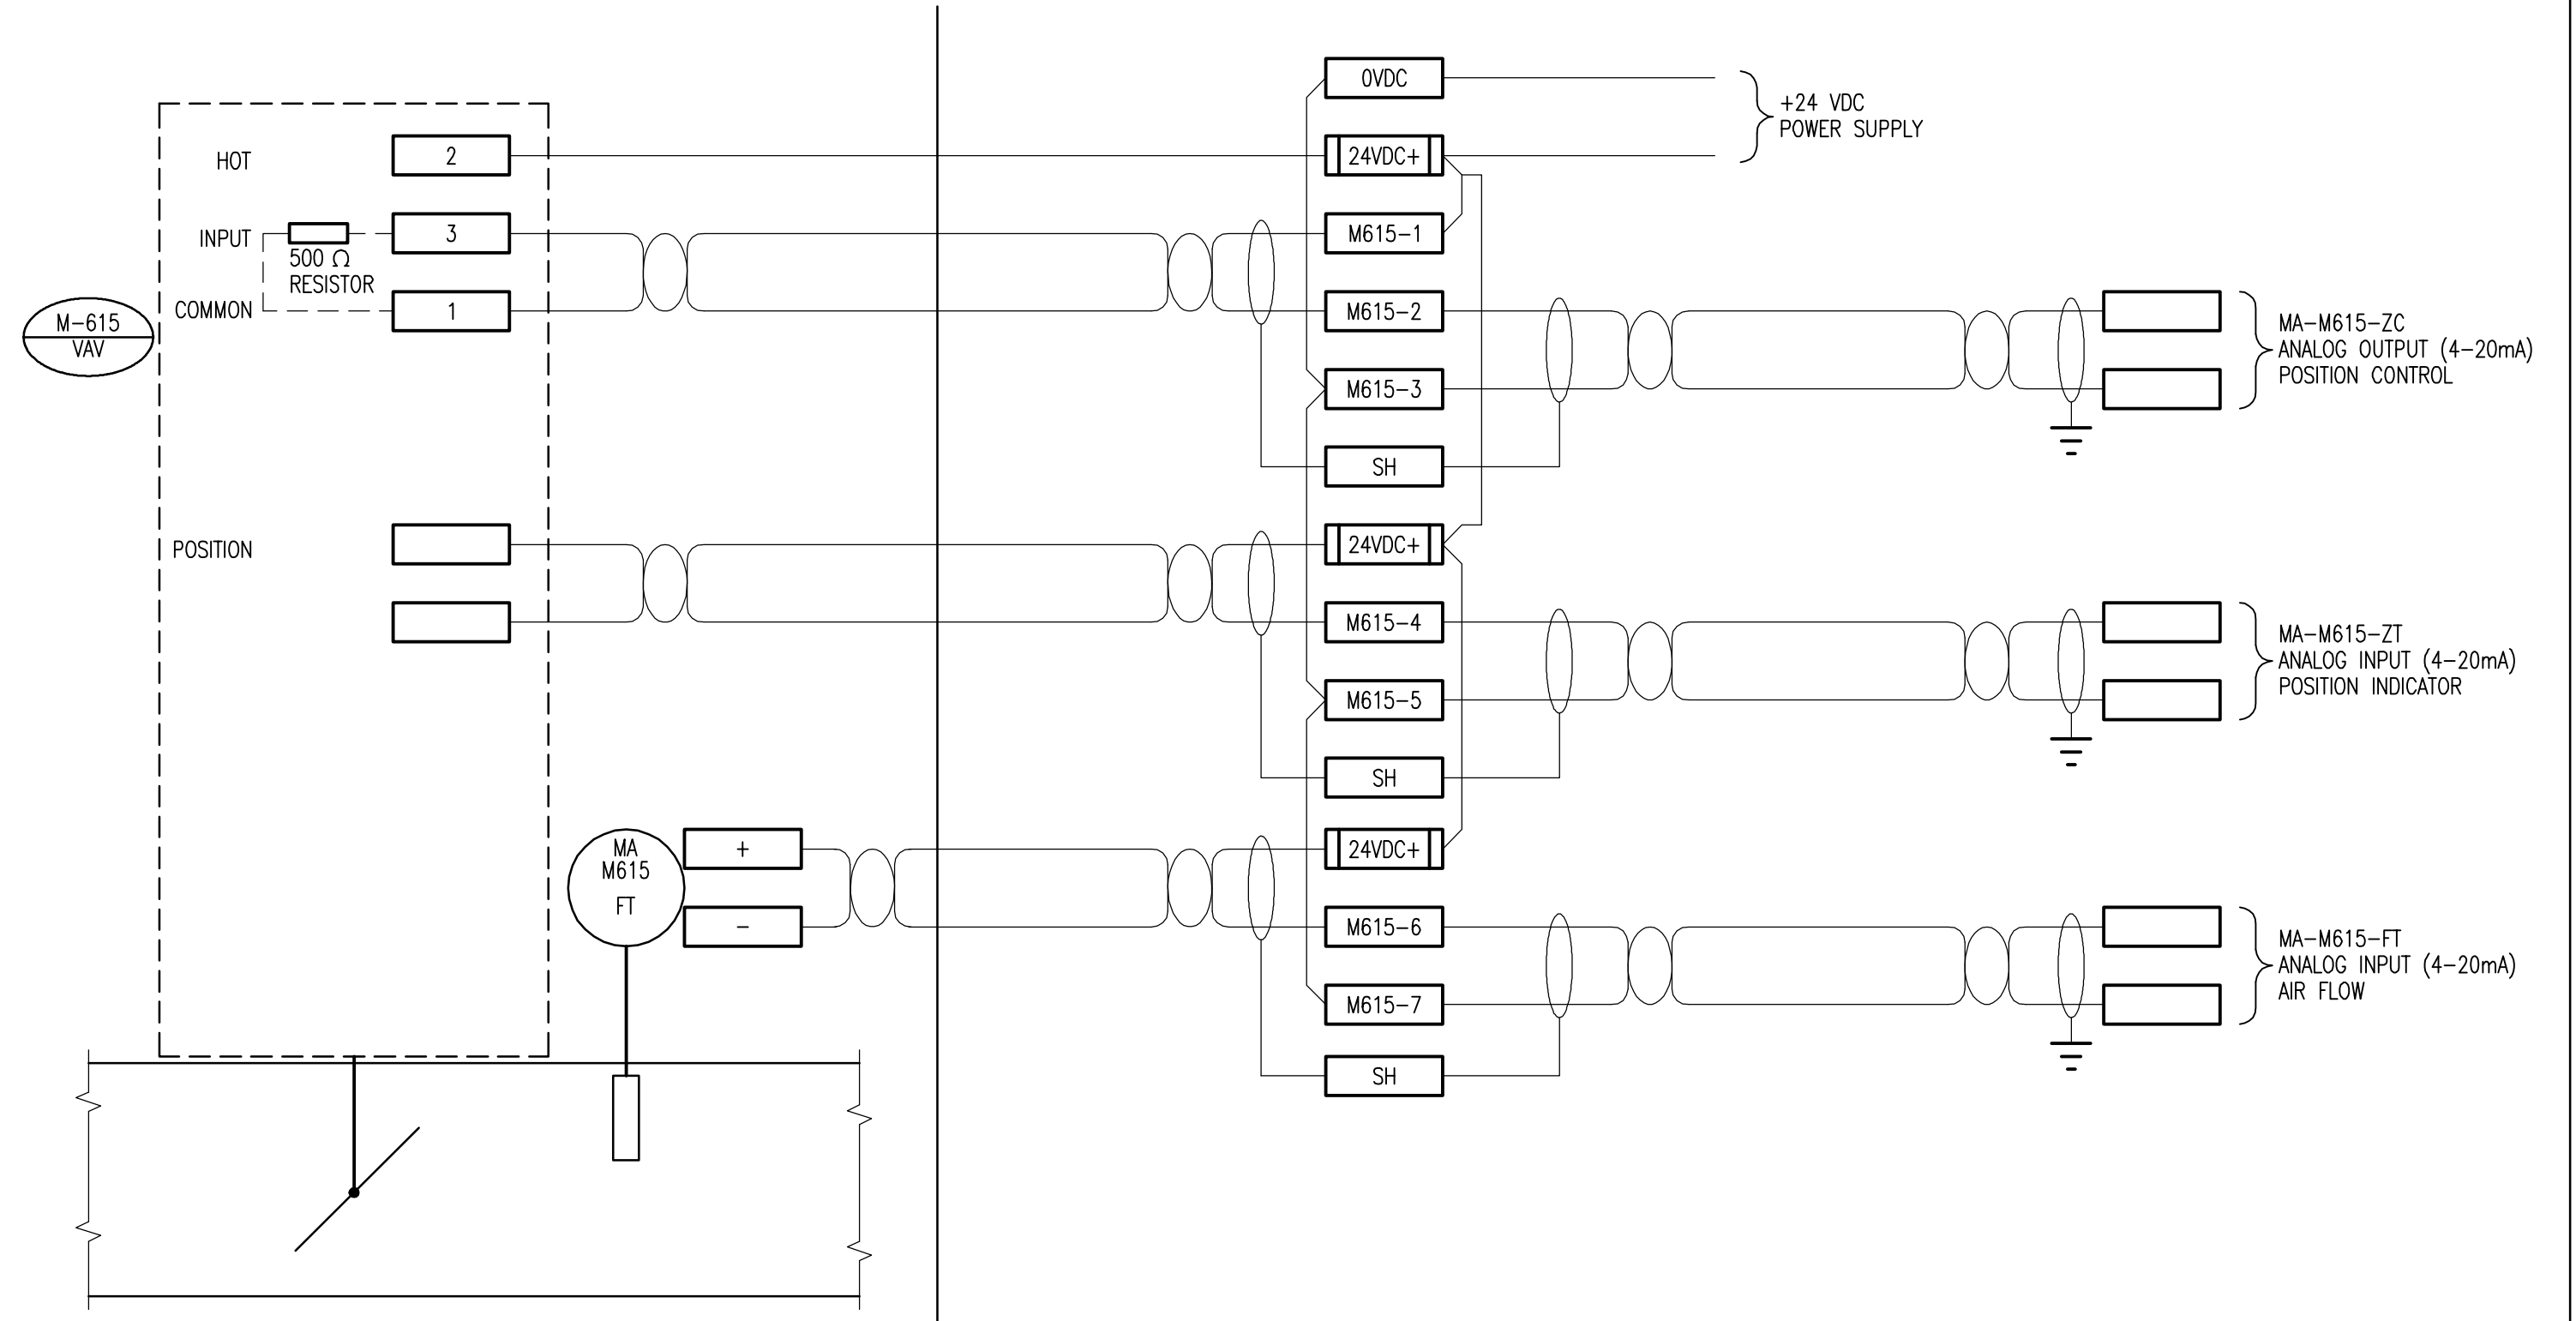 0VDC
+24 VDC
POWER SUPPLY
HOT
2
24VDC+
INPUT
3
M615-1
500 Ω
RESISTOR
COMMON
1
M615-2
M-615
VAV
MA-M615-ZC
ANALOG OUTPUT (4-20mA)
POSITION CONTROL
M615-3
SH
POSITION
24VDC+
M615-4
MA-M615-ZT
ANALOG INPUT (4-20mA)
POSITION INDICATOR
M615-5
SH
MA
M615
FT
+
24VDC+
-
M615-6
MA-M615-FT
ANALOG INPUT (4-20mA)
AIR FLOW
M615-7
SH